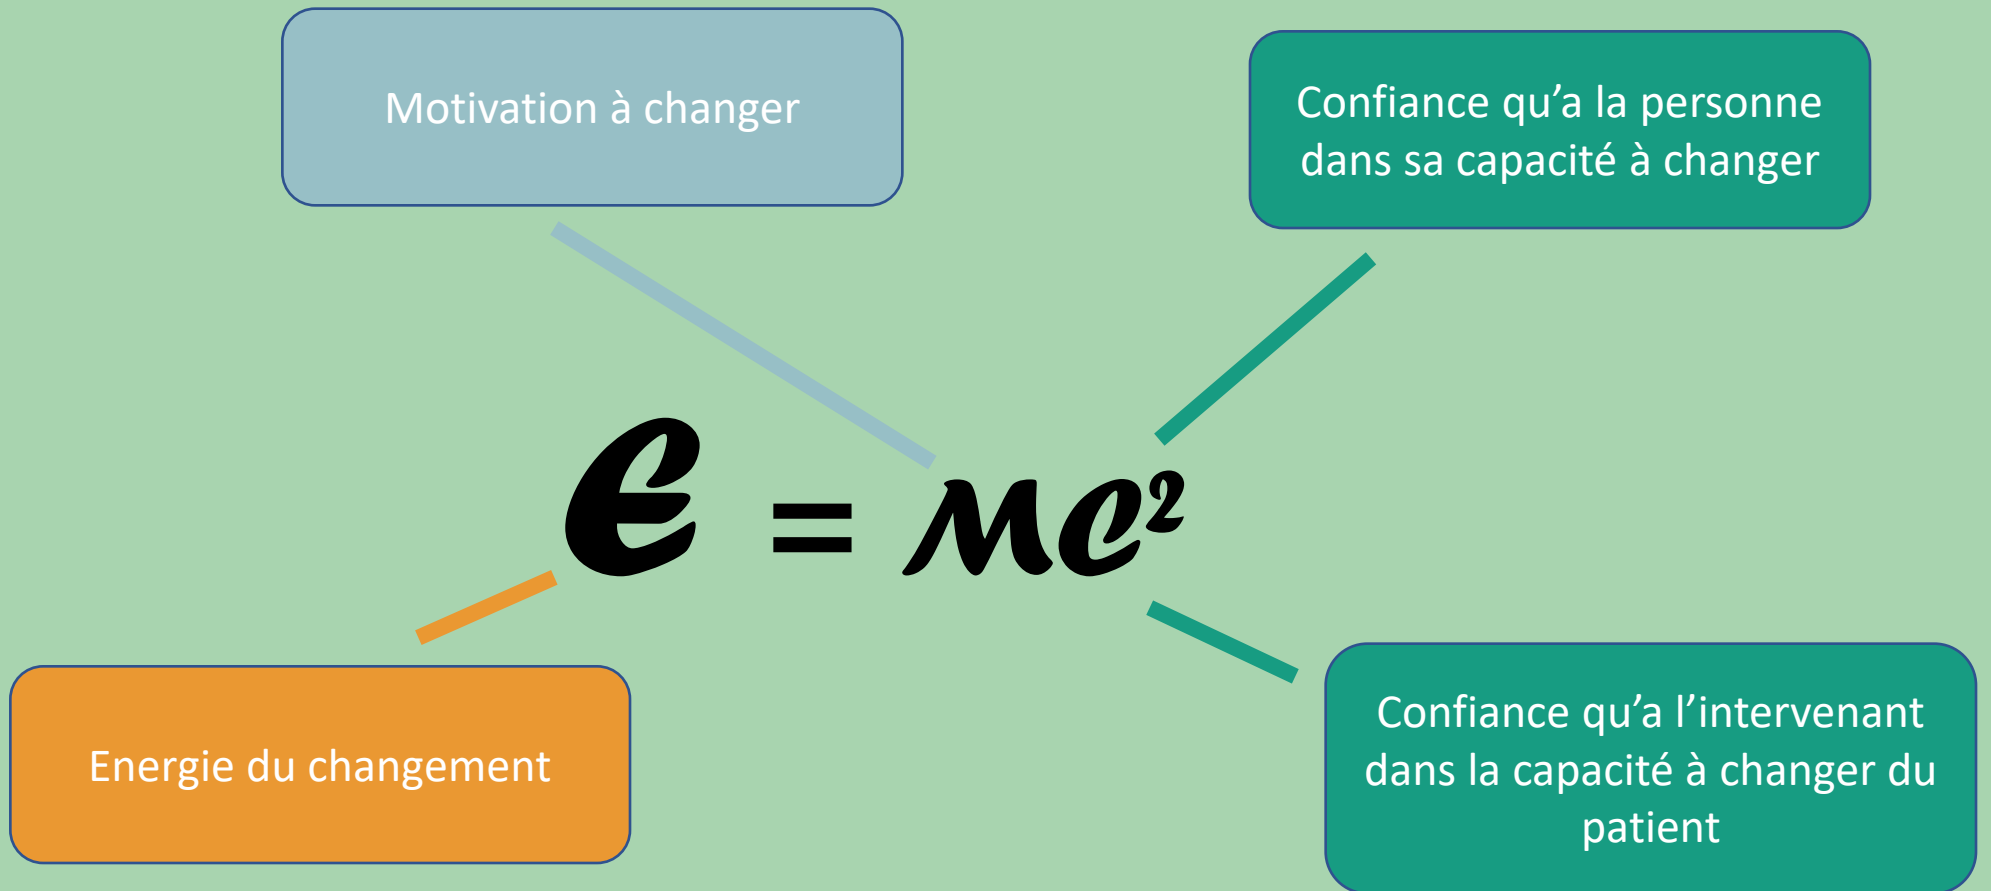 Motivation à changer
Confiance qu’a la personne
dans sa capacité à changer
E = MC²
Energie du changement
Confiance qu’a l’intervenant
dans la capacité à changer du
patient